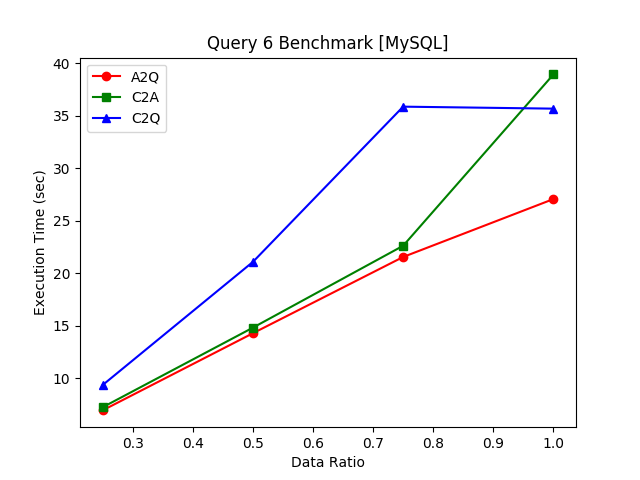 Query 6 Benchmark [MySQL]
A2Q
C2A
C2Q
Execution Time (sec)
40
35
30
25
20
15
10
0.3 0.4 0.5 0.6 0.7 0.8 0.9 1.0
Data Ratio